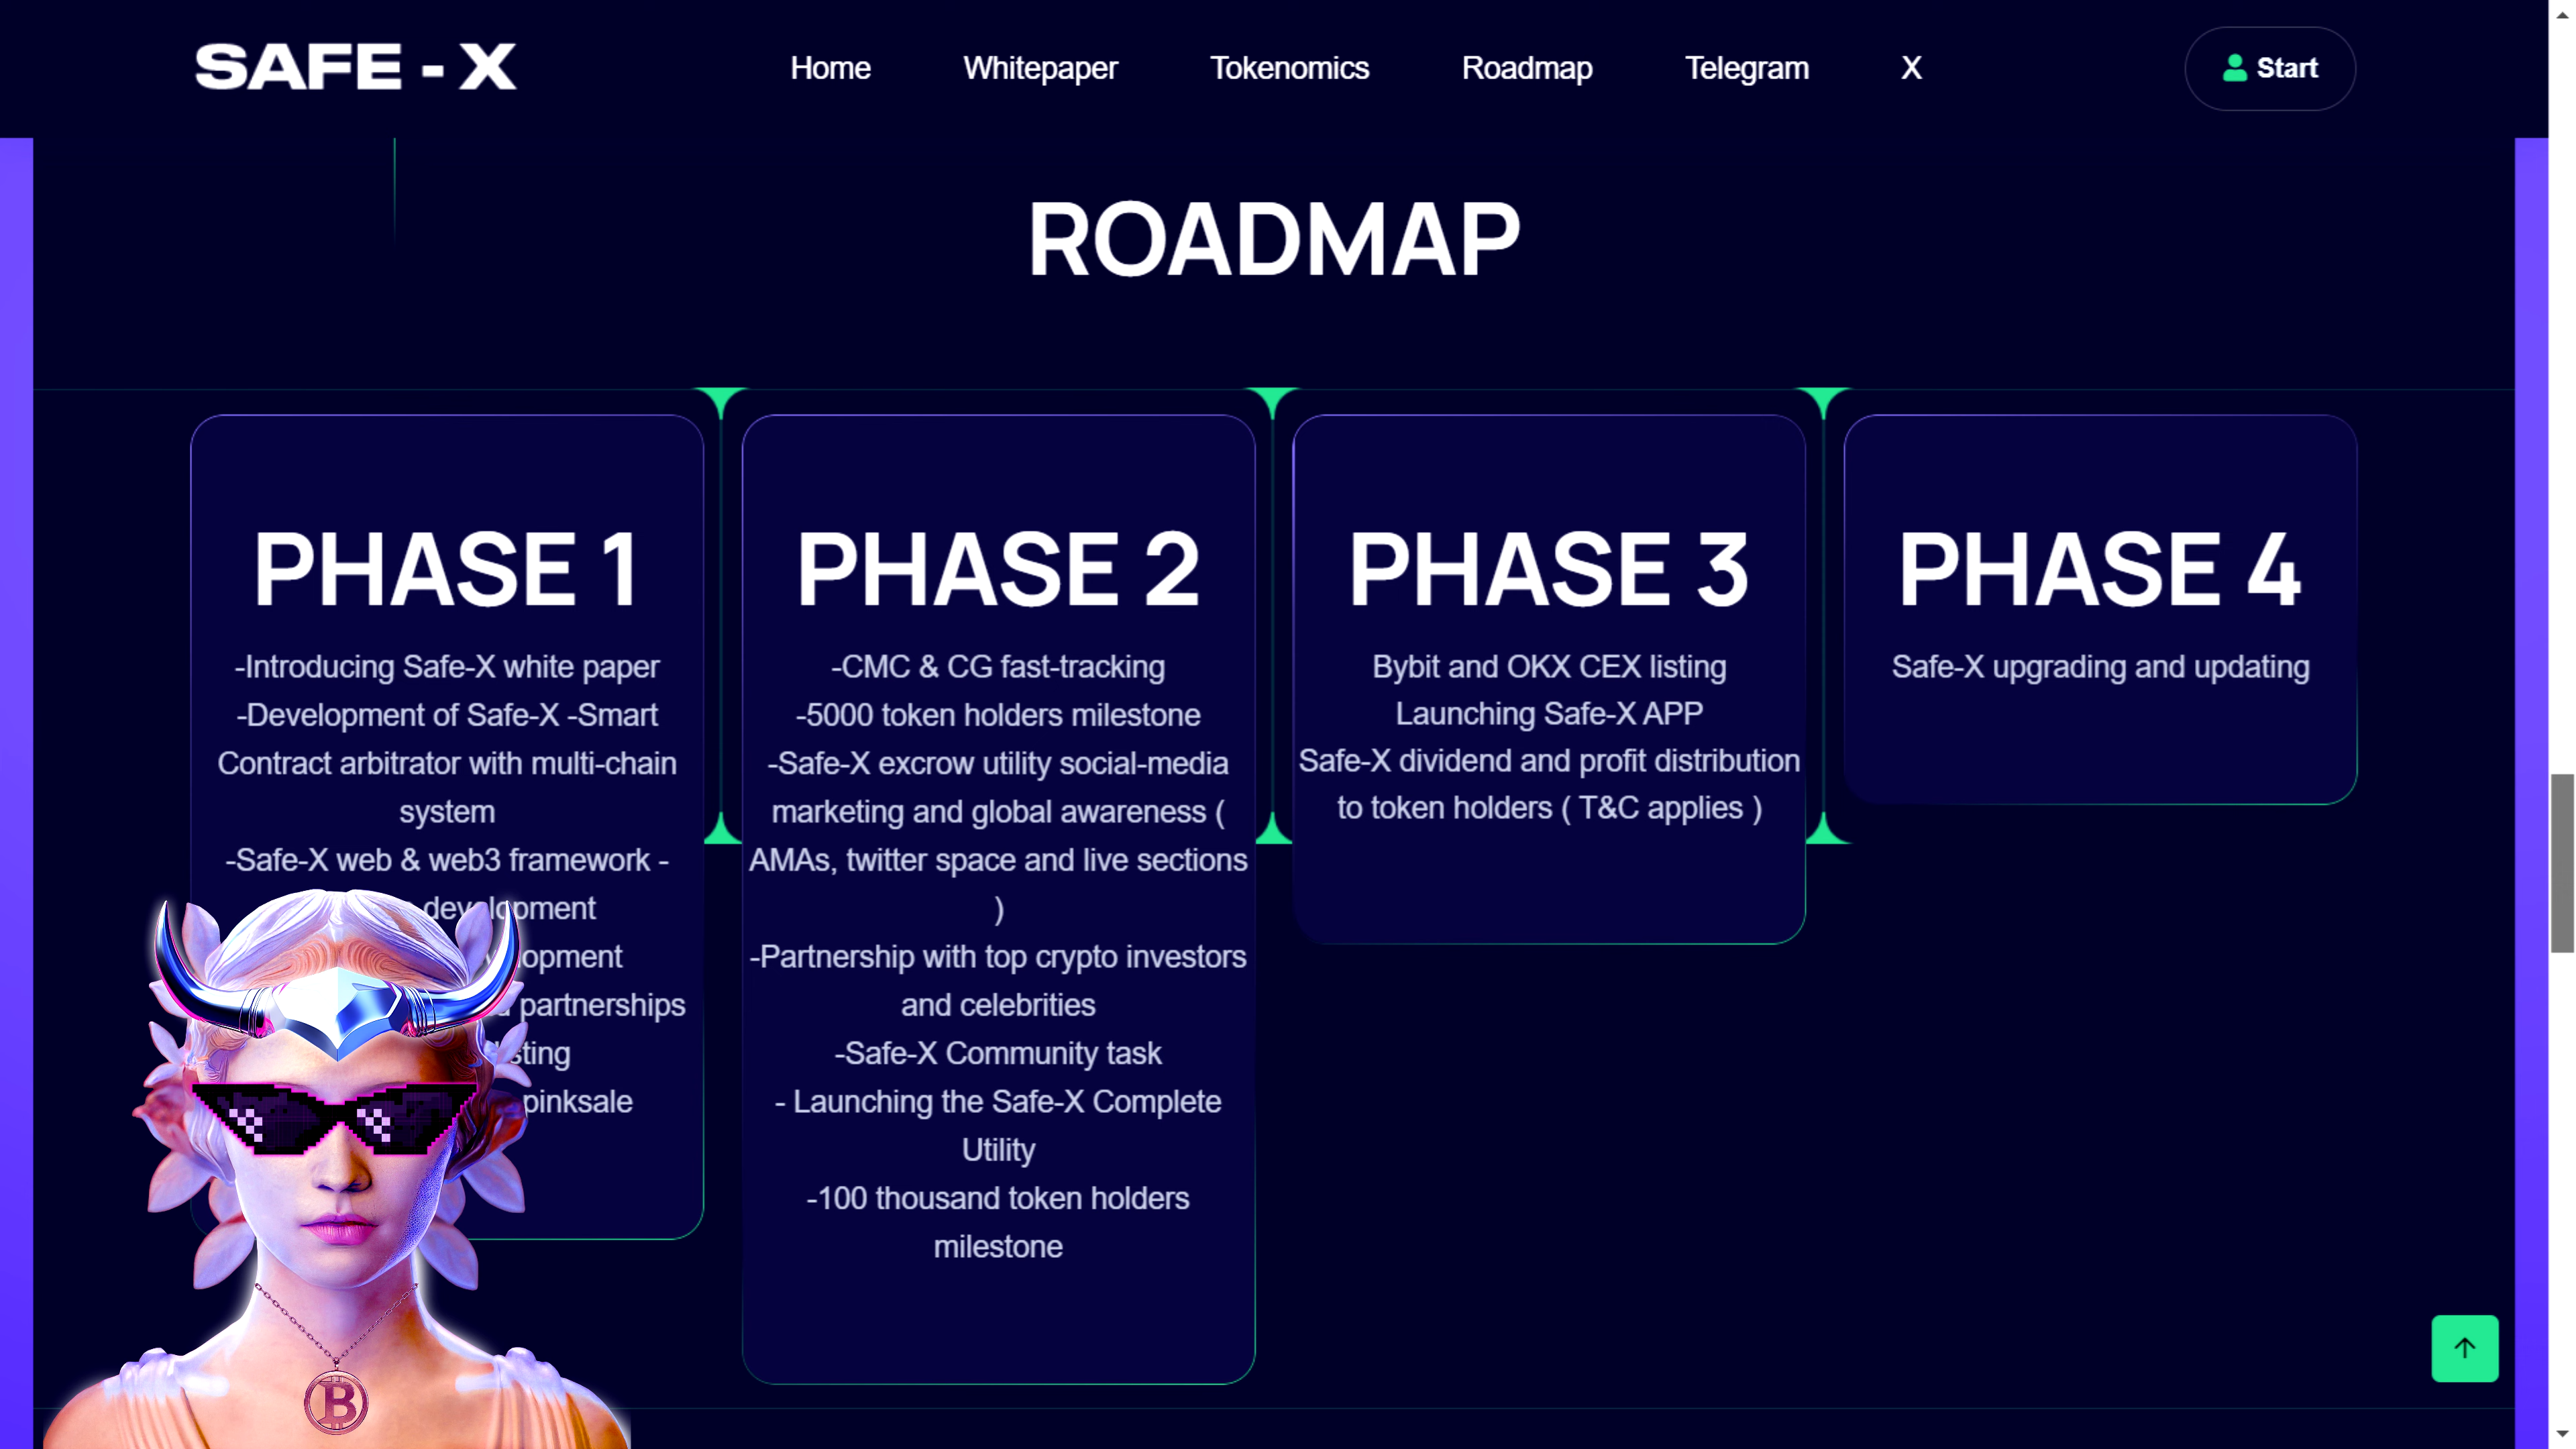 SAFE - X
Home
Whitepaper
Tokenomics
Roadmap
Telegram
X
Start
ROADMAP
PHASE 1
-Introducing Safe-X white paper
-Development of Safe-X -Smart
Contract arbitrator with multi-chain
system
-Safe-X web & web3 framework -
development
partnerships
pinksale
PHASE 2
-CMC & CG fast-tracking
-5000 token holders milestone
-Safe-X excrow utility social-media
marketing and global awareness (
AMAs, twitter space and live sections
)
-Partnership with top crypto investors
and celebrities
-Safe-X Community task
- Launching the Safe-X Complete
Utility
-100 thousand token holders
milestone
PHASE 3
Bybit and OKX CEX listing
Launching Safe-X APP
Safe-X dividend and profit distribution
to token holders ( T&C applies )
PHASE 4
Safe-X upgrading and updating